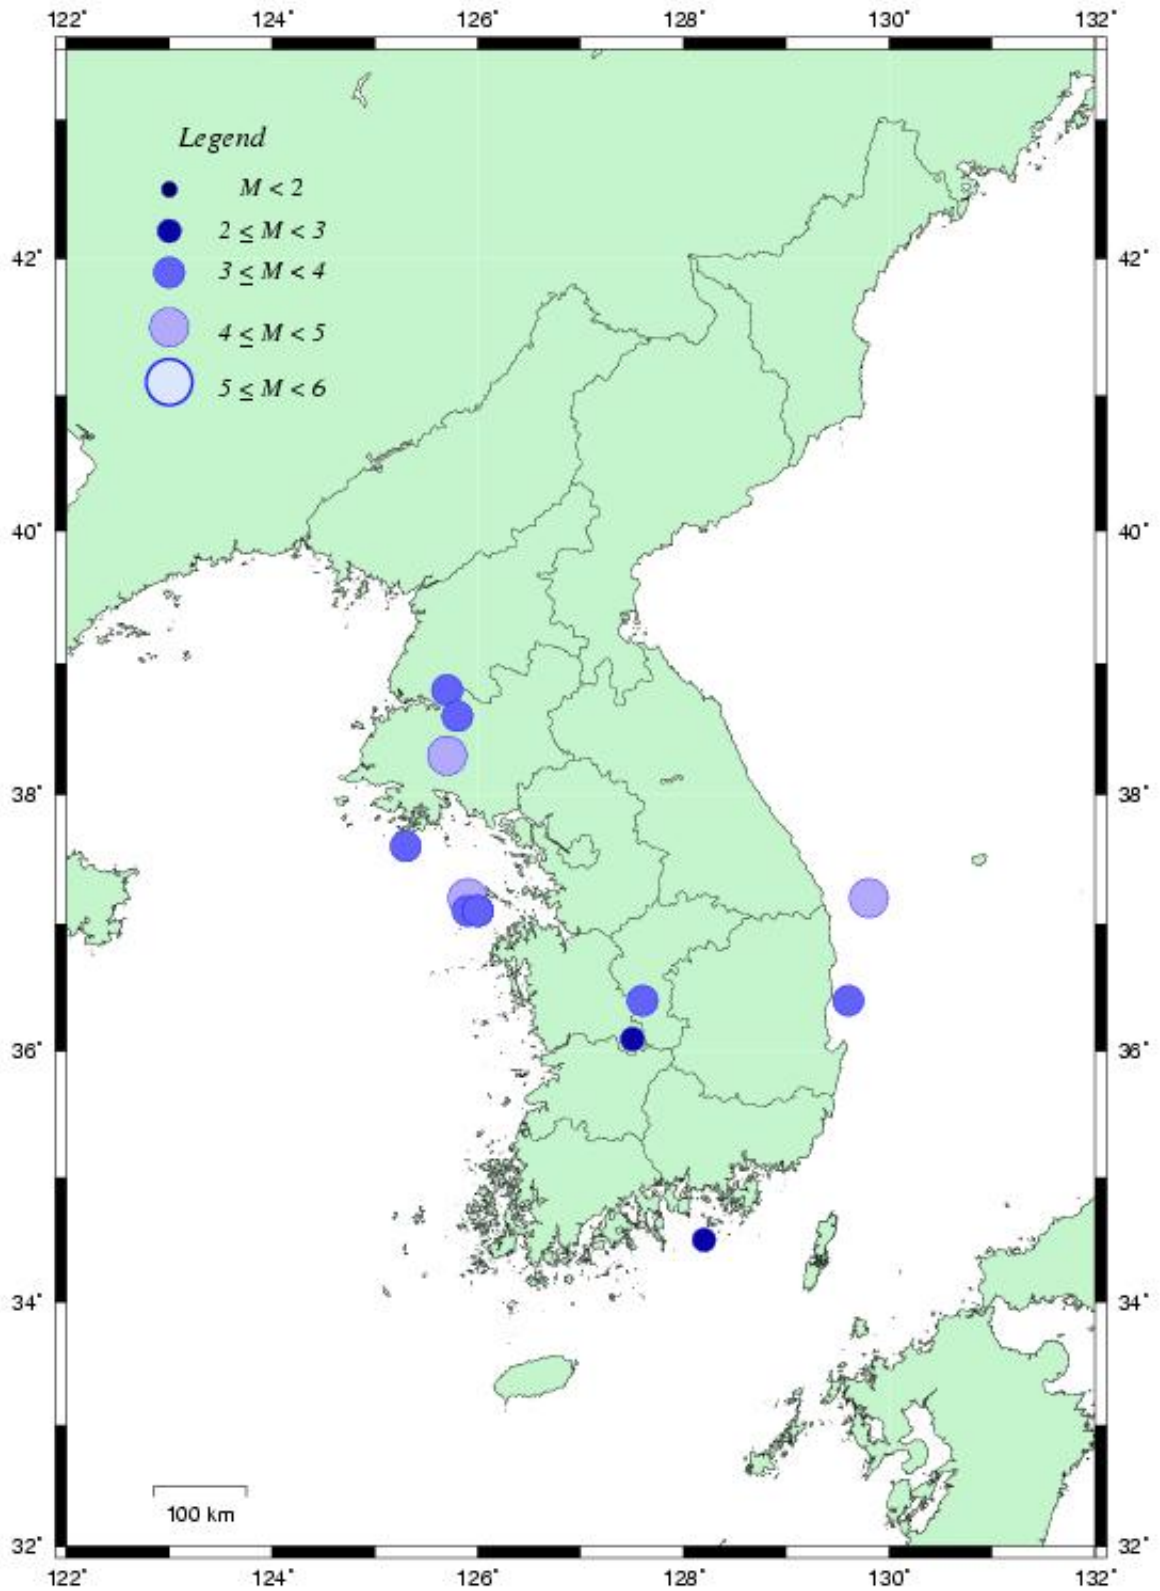 122° 124° 126° 128° 130° 132°
Legend
M < 2
2 ≤ M < 3
3 ≤ M < 4
4 ≤ M < 5
5 ≤ M < 6
42° 42°
40° 40°
38° 38°
36° 36°
34° 34°
100 km
32° 32°
122° 124° 126° 128° 130° 132°